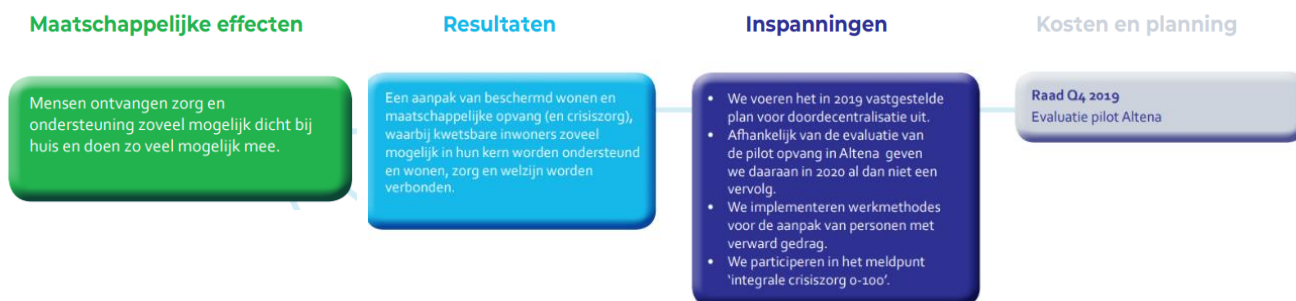 Maatschappelijke effecten
Mensen ontvangen zorg en
ondersteuning zoveel mogelijk dicht bij
huis en doen zo veel mogelijk mee.
Resultaten
Een aanpak van beschermd wonen en
maatschappelijke opvang (en crisiszorg),
waarbij kwetsbare inwoners zoveel
mogelijk in hun kern worden ondersteund
en wonen, zorg en welzijn worden
verbonden.
Inspanningen
• We voeren het in 2019 vastgestelde
plan voor doordecentralisatie uit.
• Afhankelijk van de evaluatie van
de pilot opvang in Altena geven
we daaraan in 2020 al dan niet een
vervolg.
• We implementeren werkmethodes
voor de aanpak van personen met
verward gedrag.
• We participeren in het meldpunt
'integrale crisiszorg 0-100'.
Kosten en planning
Raad Q4 2019
Evaluatie pilot Altena